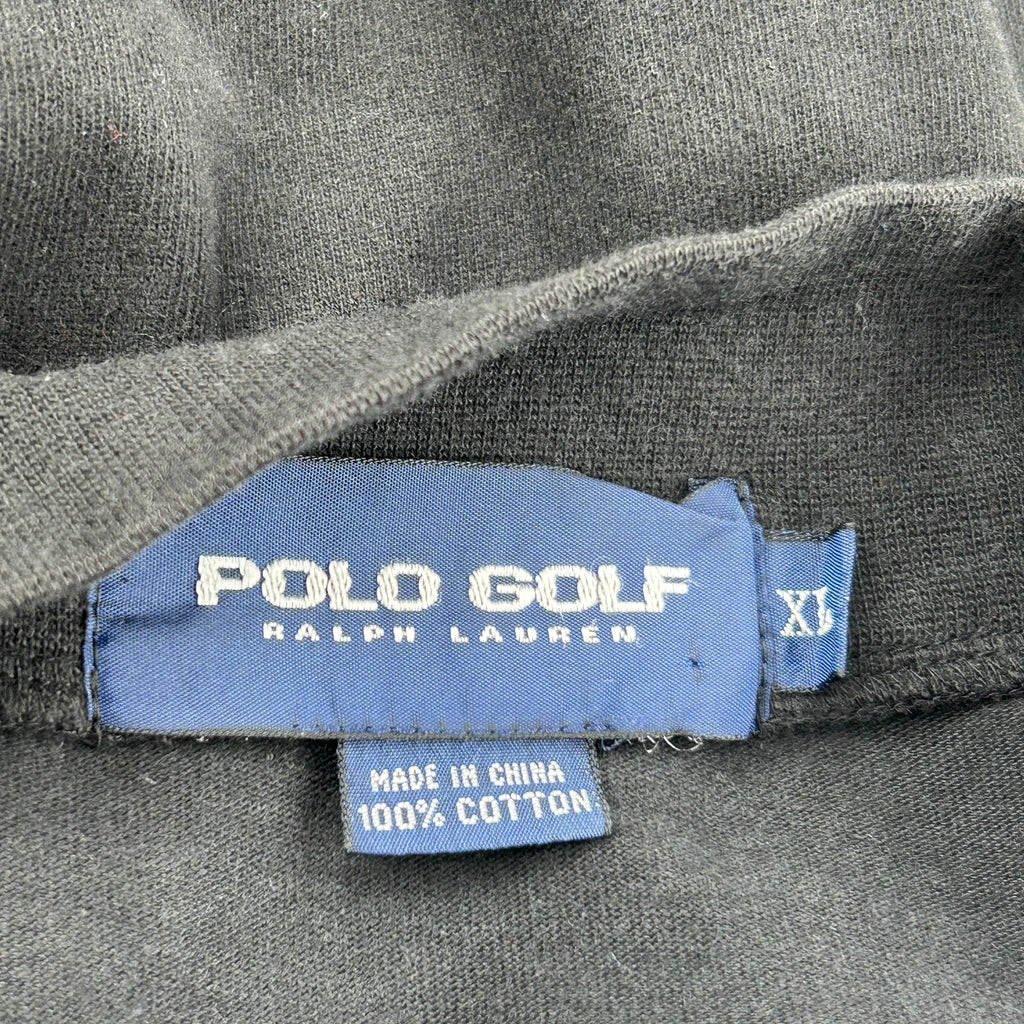 POLO GOLF
RALPH LAUREN
XL
MADE IN CHINA
100% COTTON